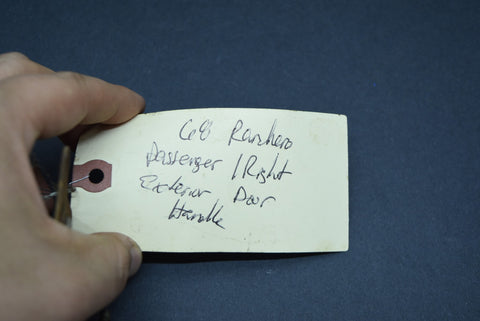 68 Ranchero
Passenger / Right
Exterior Door
Handle